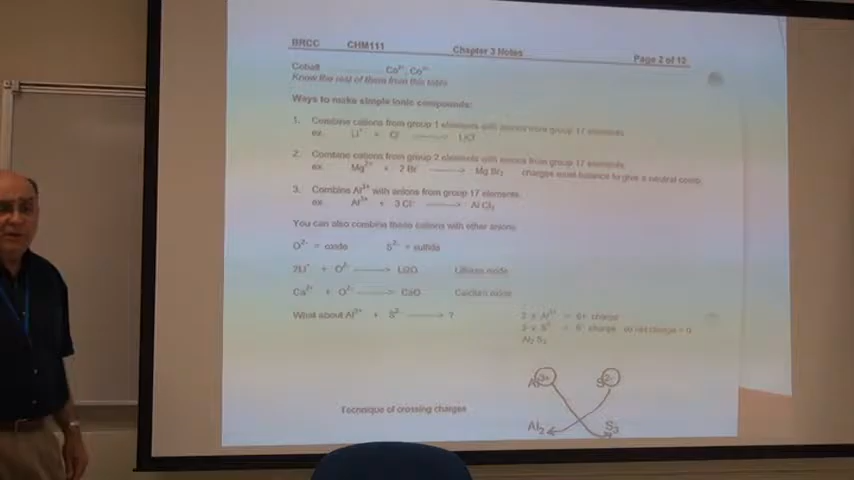 BRCC CHM111 Chapter 3 Notes Page 2 of 12
Cobalt Co²⁺, Co³⁺
Know the rest of them from this table
Ways to make simple ionic compounds:
1. Combine cations from group 1 elements with anions from group 17 elements
ex. Li⁺ + Cl⁻ ———> LiCl
2. Combine cations from group 2 elements with anions from group 17 elements.
ex Mg²⁺ + 2 Br⁻ ———> Mg Br₂ charges must balance to give a neutral comp.
3. Combine Al³⁺ with anions from group 17 elements.
ex Al³⁺ + 3 Cl⁻ ———> Al Cl₃
You can also combine these cations with other anions
O²⁻ = oxide S²⁻ = sulfide
2Li⁺ + O²⁻ ———> Li2O Lithium oxide
Ca²⁺ + O²⁻ ———> CaO Calcium oxide
What about Al³⁺ + S²⁻ ———> ? 2 x Al³⁺ = 6+ charge
3 x S²⁻ = 6⁻ charge so net charge = 0
Al₂ S₃
Al³⁺ S²⁻
Technique of crossing charges
Al₂ S₃